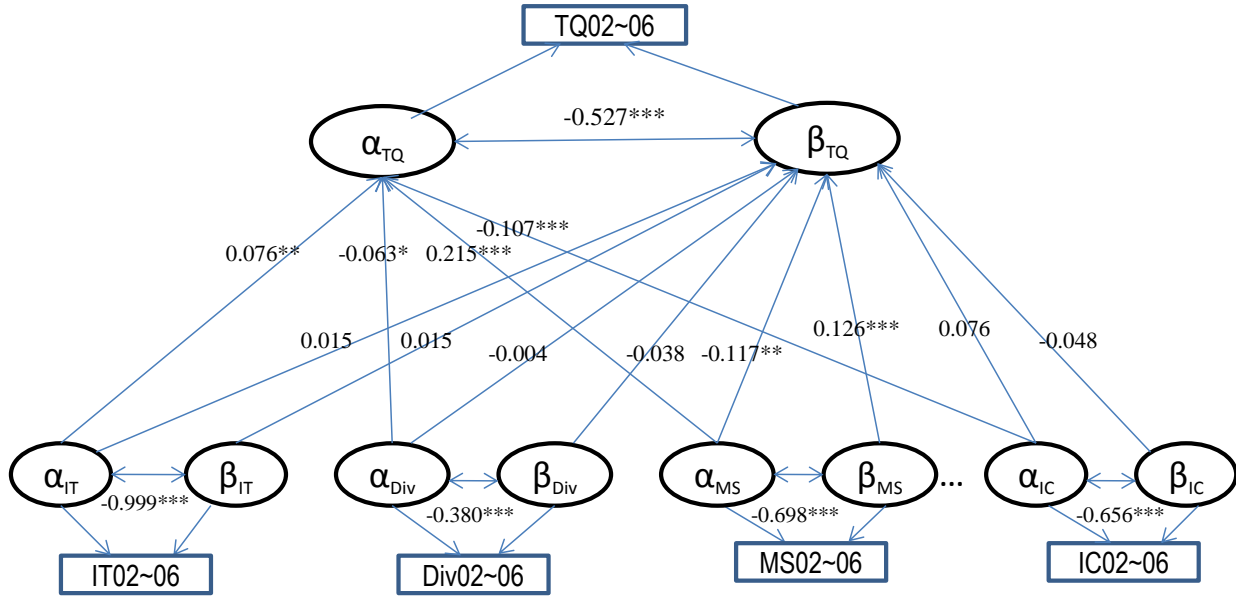 TQ02~06
-0.527***
αTQ
βTQ
-0.107***
0.076**
-0.063*
0.215***
0.015
0.015
-0.004
-0.038
-0.117**
0.126***
0.076
-0.048
αIT
βIT
αDiv
βDiv
αMS
βMS
...
αIC
βIC
-0.999***
-0.380***
-0.698***
-0.656***
IT02~06
Div02~06
MS02~06
IC02~06